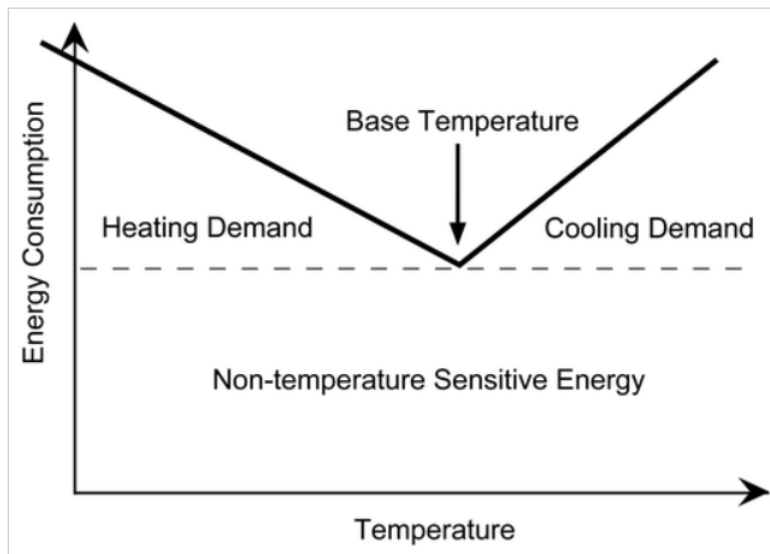 Base Temperature
Heating Demand
Cooling Demand
Energy Consumption
Non-temperature Sensitive Energy
Temperature